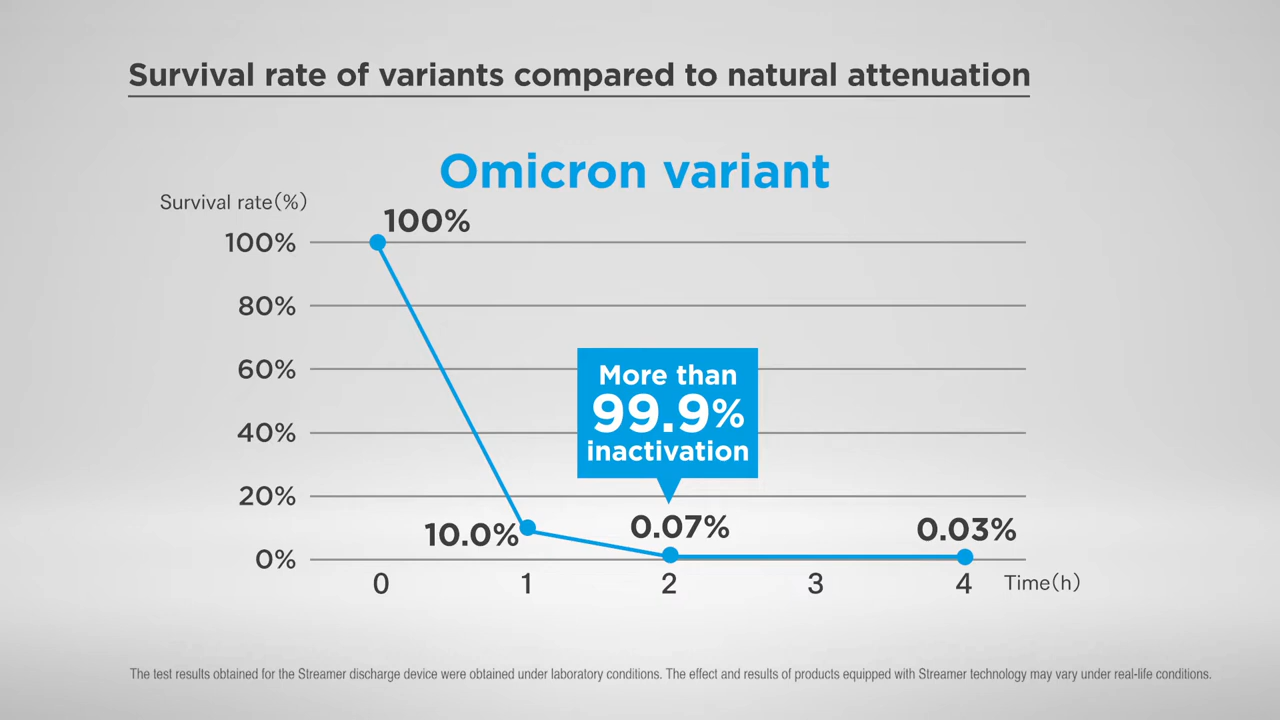 Survival rate of variants compared to natural attenuation
Omicron variant
Survival rate(%)
100%
100%
80%
60%
More than
99.9%
inactivation
40%
20%
10.0%
0.07%
0.03%
0%
0 1 2 3 4 Time(h)
The test results obtained for the Streamer discharge device were obtained under laboratory conditions. The effect and results of products equipped with Streamer technology may vary under real-life conditions.